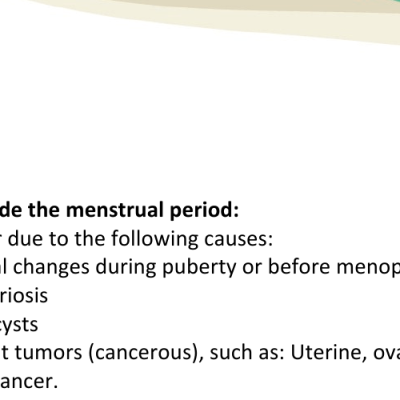 de the menstrual period:
due to the following causes:
l changes during puberty or before menop
riosis
cysts
t tumors (cancerous), such as: Uterine, ova
ancer.